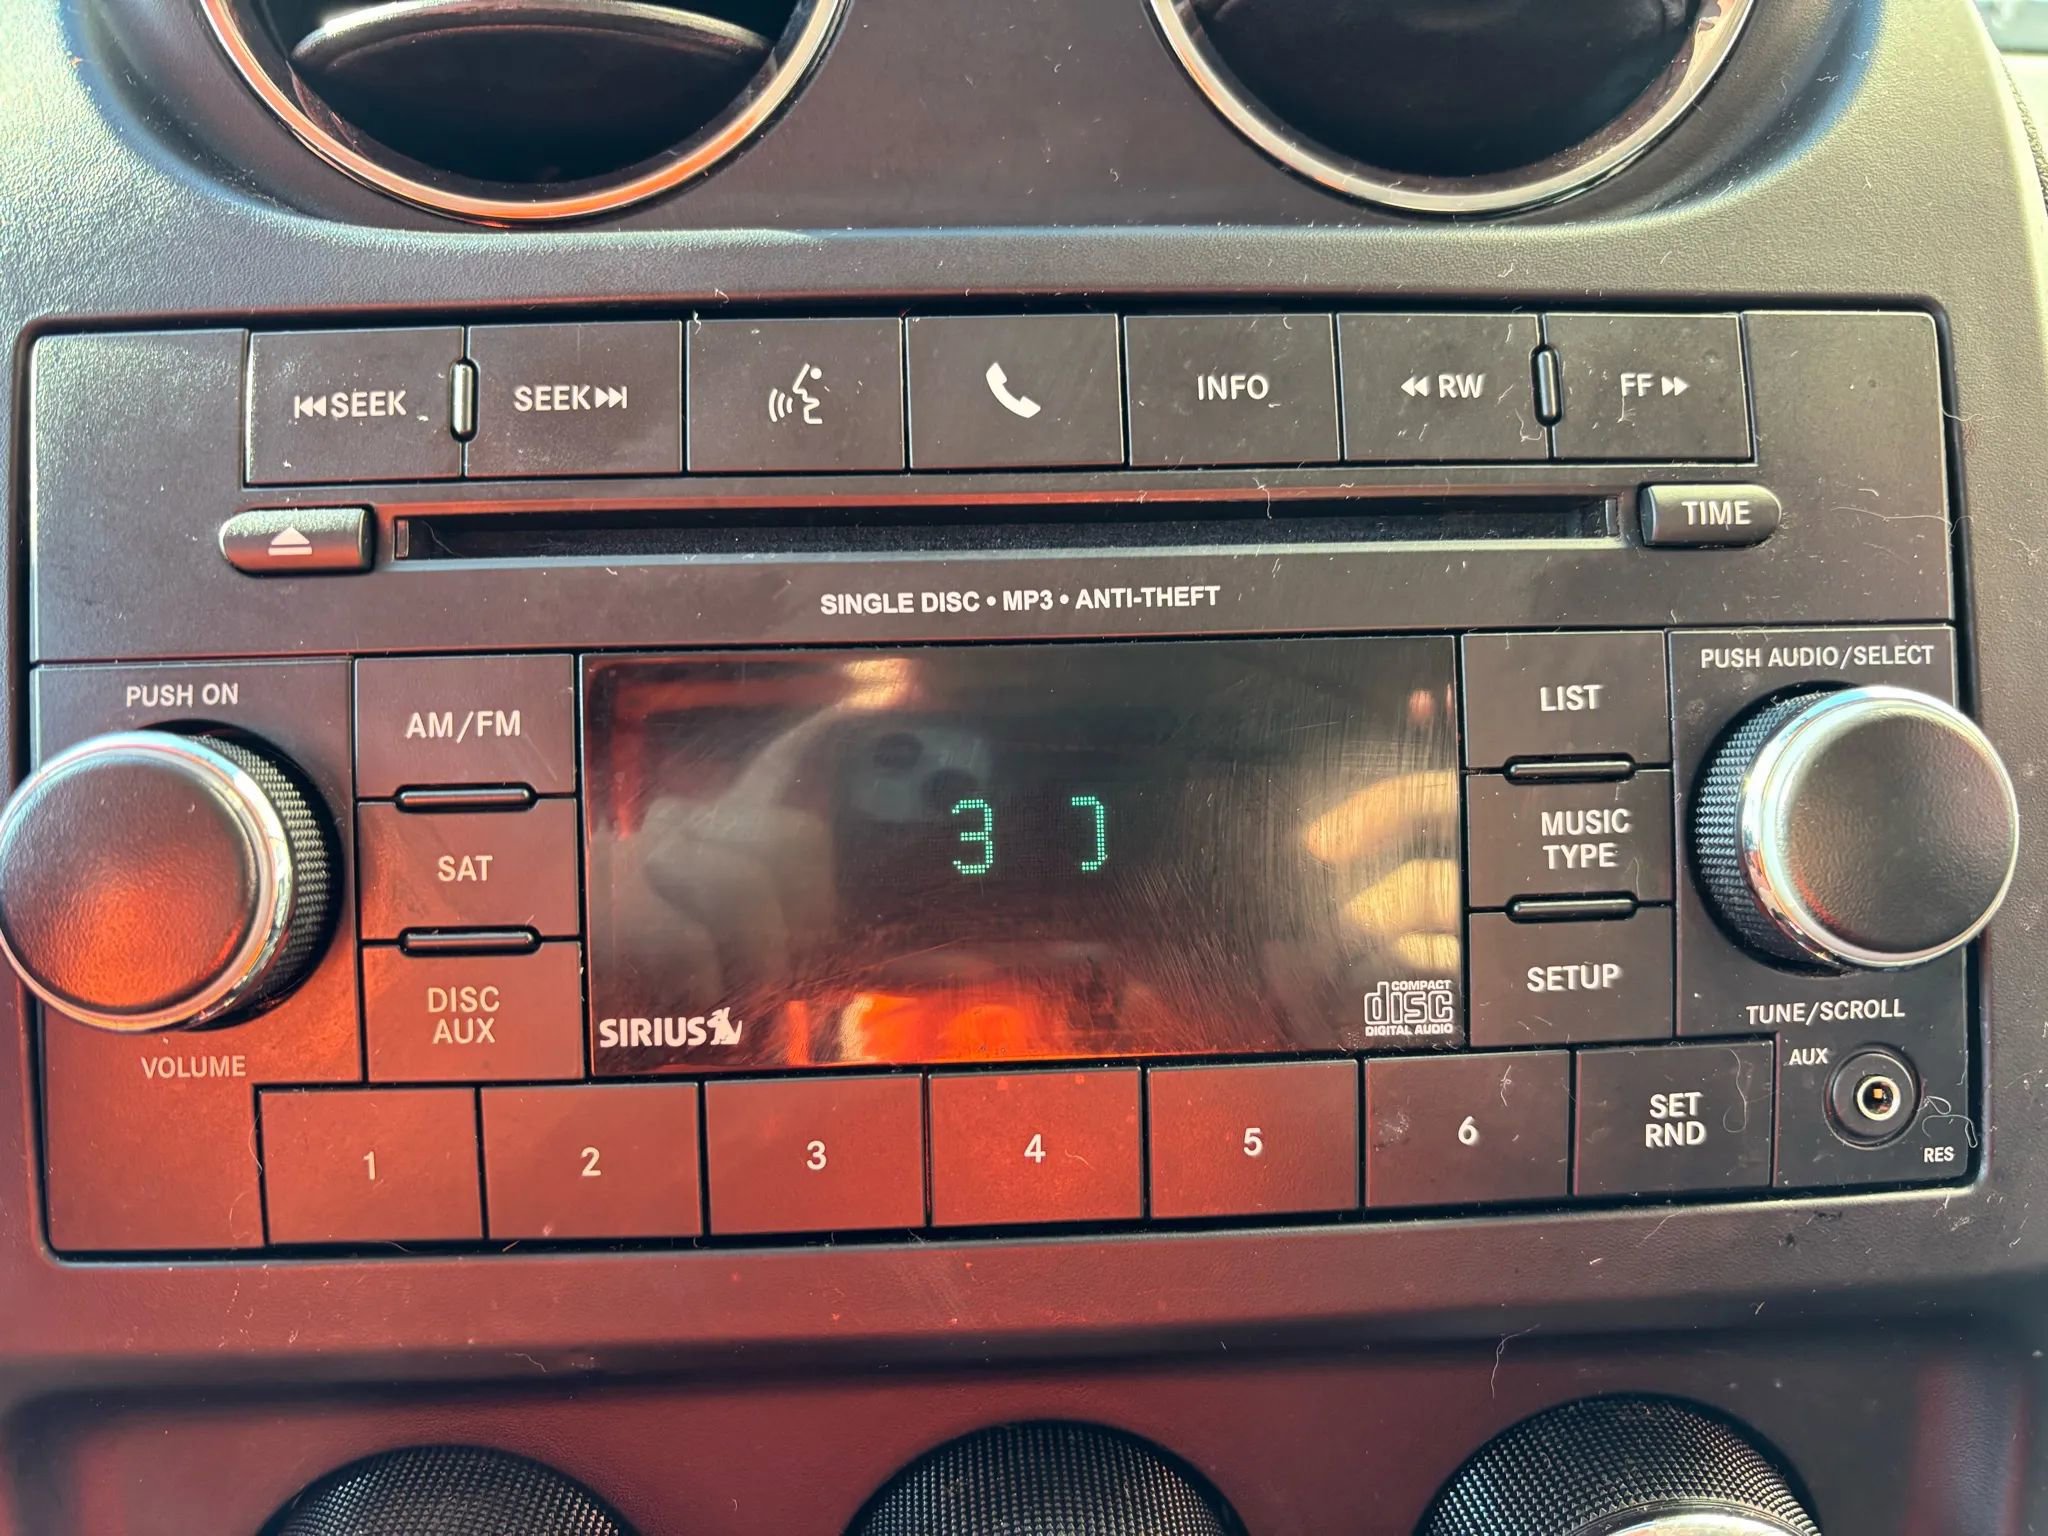 SEEK
SEEK
INFO
RW
FF
TIME
SINGLE DISC • MP3 • ANTI-THEFT
PUSH ON
AM/FM
LIST
PUSH AUDIO/SELECT
SAT
3
MUSIC
TYPE
DISC
AUX
SIRIUS
COMPACT
disc
DIGITAL AUDIO
SETUP
VOLUME
TUNE/SCROLL
AUX
1
2
3
4
5
6
SET
RND
RES